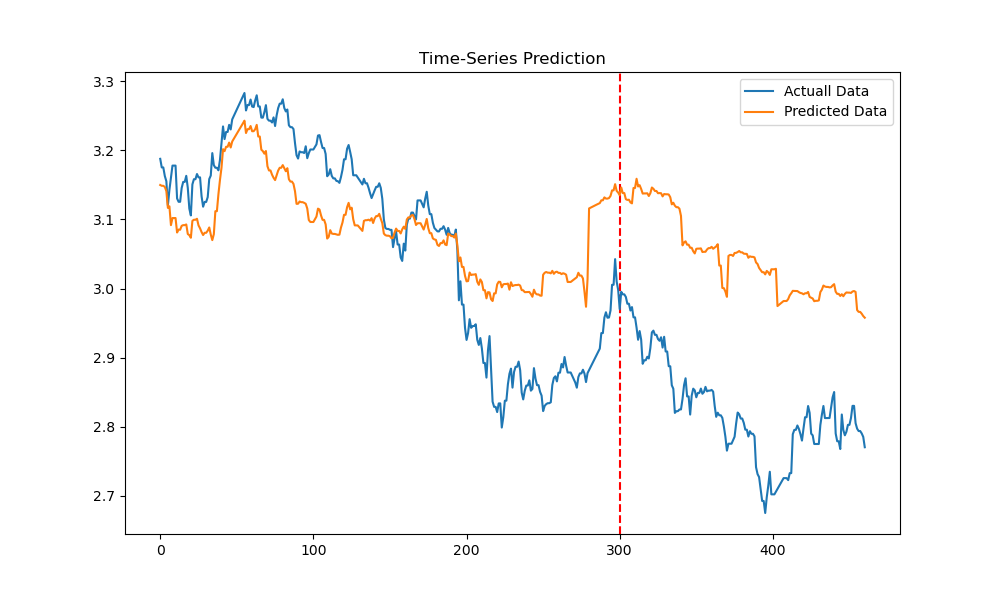 Time-Series Prediction
Actuall Data
Predicted Data
3.3
3.2
3.1
3.0
2.9
2.8
2.7
0 100 200 300 400